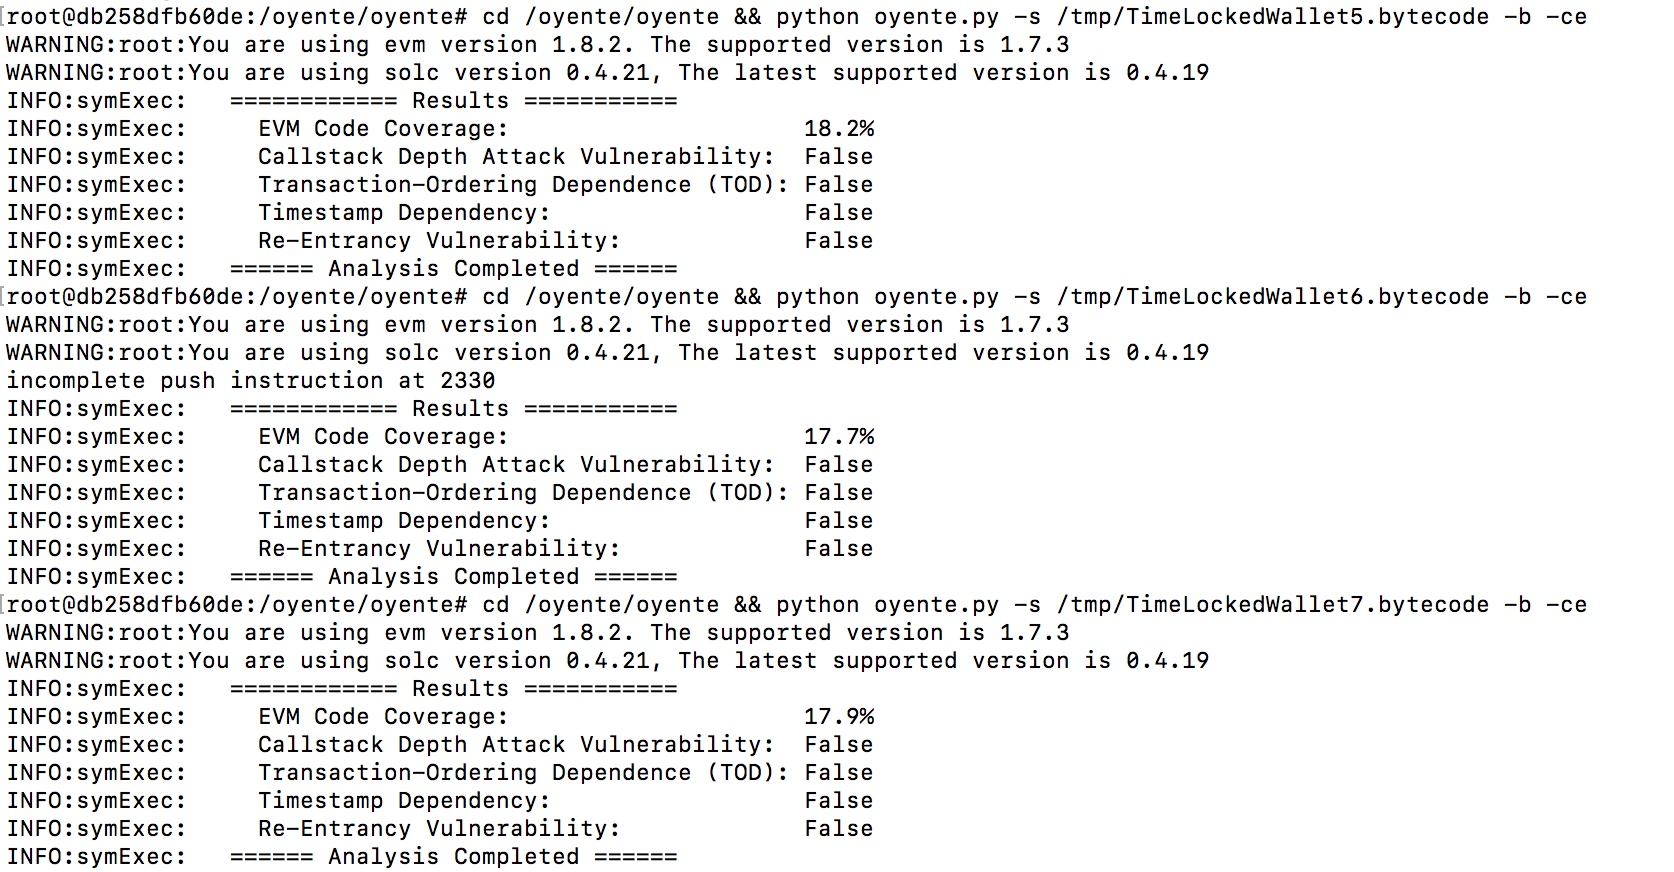 [root@db258dfb60de:/oyente/oyente# cd /oyente/oyente && python oyente.py -s /tmp/TimeLockedWallet5.bytecode -b -ce
WARNING:root:You are using evm version 1.8.2. The supported version is 1.7.3
WARNING:root:You are using solc version 0.4.21, The latest supported version is 0.4.19
INFO:symExec:   ============ Results ===========
INFO:symExec:     EVM Code Coverage:                     18.2%
INFO:symExec:     Callstack Depth Attack Vulnerability:  False
INFO:symExec:     Transaction-Ordering Dependence (TOD): False
INFO:symExec:     Timestamp Dependency:                  False
INFO:symExec:     Re-Entrancy Vulnerability:             False
INFO:symExec:   ====== Analysis Completed ======
[root@db258dfb60de:/oyente/oyente# cd /oyente/oyente && python oyente.py -s /tmp/TimeLockedWallet6.bytecode -b -ce
WARNING:root:You are using evm version 1.8.2. The supported version is 1.7.3
WARNING:root:You are using solc version 0.4.21, The latest supported version is 0.4.19
incomplete push instruction at 2330
INFO:symExec:   ============ Results ===========
INFO:symExec:     EVM Code Coverage:                     17.7%
INFO:symExec:     Callstack Depth Attack Vulnerability:  False
INFO:symExec:     Transaction-Ordering Dependence (TOD): False
INFO:symExec:     Timestamp Dependency:                  False
INFO:symExec:     Re-Entrancy Vulnerability:             False
INFO:symExec:   ====== Analysis Completed ======
[root@db258dfb60de:/oyente/oyente# cd /oyente/oyente && python oyente.py -s /tmp/TimeLockedWallet7.bytecode -b -ce
WARNING:root:You are using evm version 1.8.2. The supported version is 1.7.3
WARNING:root:You are using solc version 0.4.21, The latest supported version is 0.4.19
INFO:symExec:   ============ Results ===========
INFO:symExec:     EVM Code Coverage:                     17.9%
INFO:symExec:     Callstack Depth Attack Vulnerability:  False
INFO:symExec:     Transaction-Ordering Dependence (TOD): False
INFO:symExec:     Timestamp Dependency:                  False
INFO:symExec:     Re-Entrancy Vulnerability:             False
INFO:symExec:   ====== Analysis Completed ======